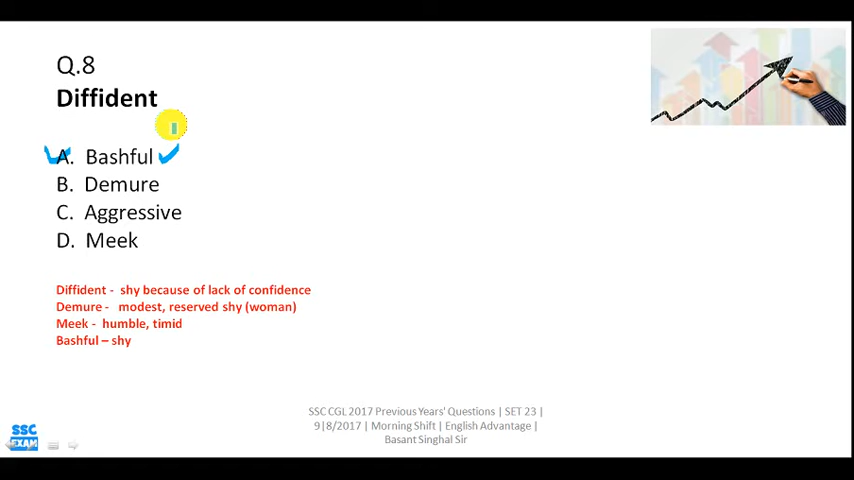 Q.8
Diffident
A. Bashful
B. Demure
C. Aggressive
D. Meek
Diffident - shy because of lack of confidence
Demure - modest, reserved shy (woman)
Meek - humble, timid
Bashful – shy
SSC CGL 2017 Previous Years' Questions | SET 23 |
9|8/2017 | Morning Shift | English Advantage |
Basant Singhal Sir
SSC
EXAM